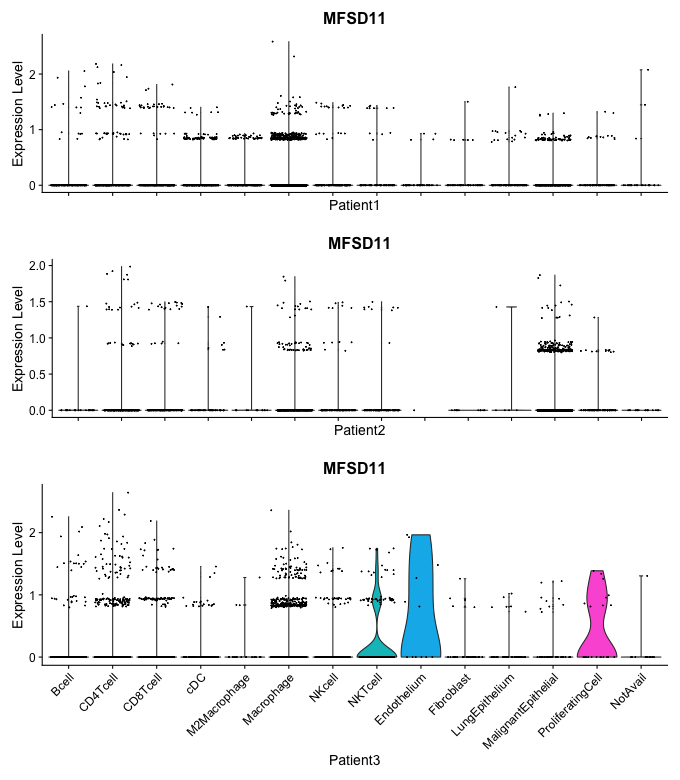 MFSD11
Expression Level
2
1
0
Patient1
MFSD11
Expression Level
2.0
1.5
1.0
0.5
0.0
Patient2
MFSD11
Expression Level
2
1
0
Bcell
CD4Tcell
CD8Tcell
cDC
M2Macrophage
Macrophage
NKcell
NKTcell
Endothelium
Fibroblast
LungEpithelium
MalignantEpithelial
ProliferatingCell
NotAvail
Patient3